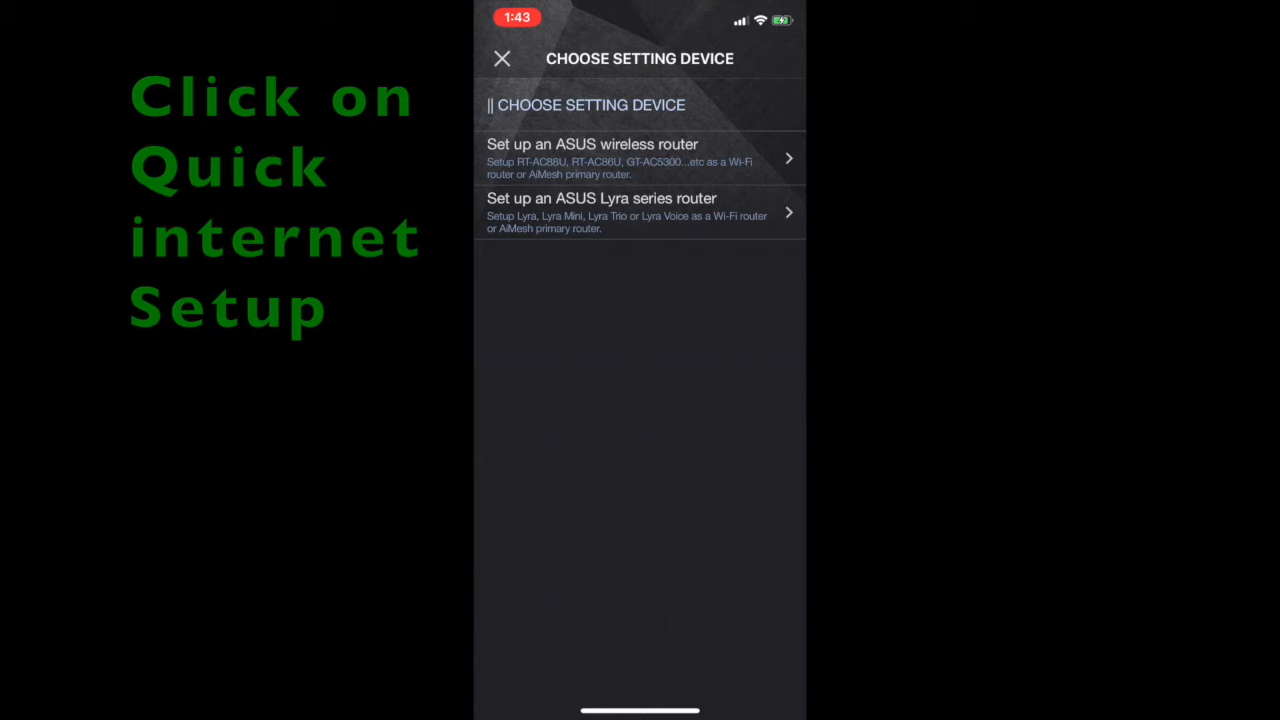 Click on
Quick
internet
Setup
1:43
CHOOSE SETTING DEVICE
|| CHOOSE SETTING DEVICE
Set up an ASUS wireless router
Setup RT-AC88U, RT-AC86U, GT-AC5300...etc as a Wi-Fi
router or AiMesh primary router.
Set up an ASUS Lyra series router
Setup Lyra, Lyra Mini, Lyra Trio or Lyra Voice as a Wi-Fi router
or AiMesh primary router.